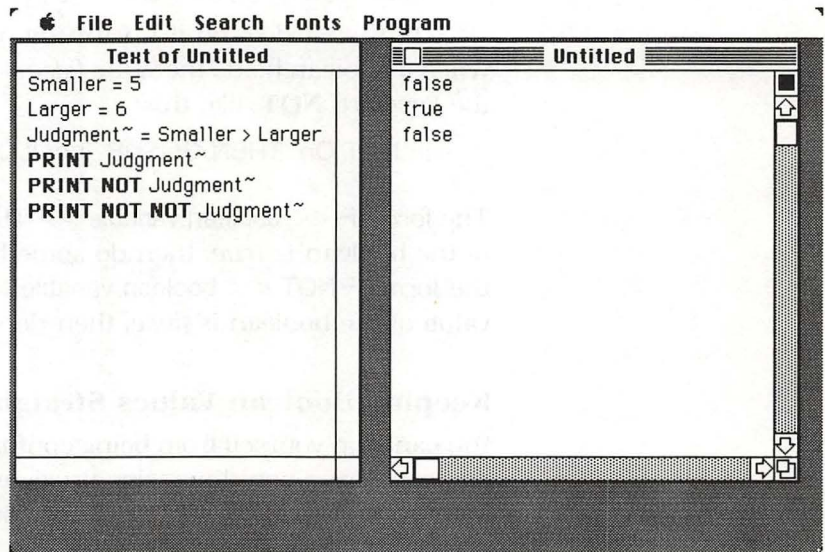 File Edit Search Fonts Program
Text of Untitled
Smaller = 5
Larger = 6
Judgment~ = Smaller > Larger
PRINT Judgment~
PRINT NOT Judgment~
PRINT NOT NOT Judgment~
Untitled
false
true
false